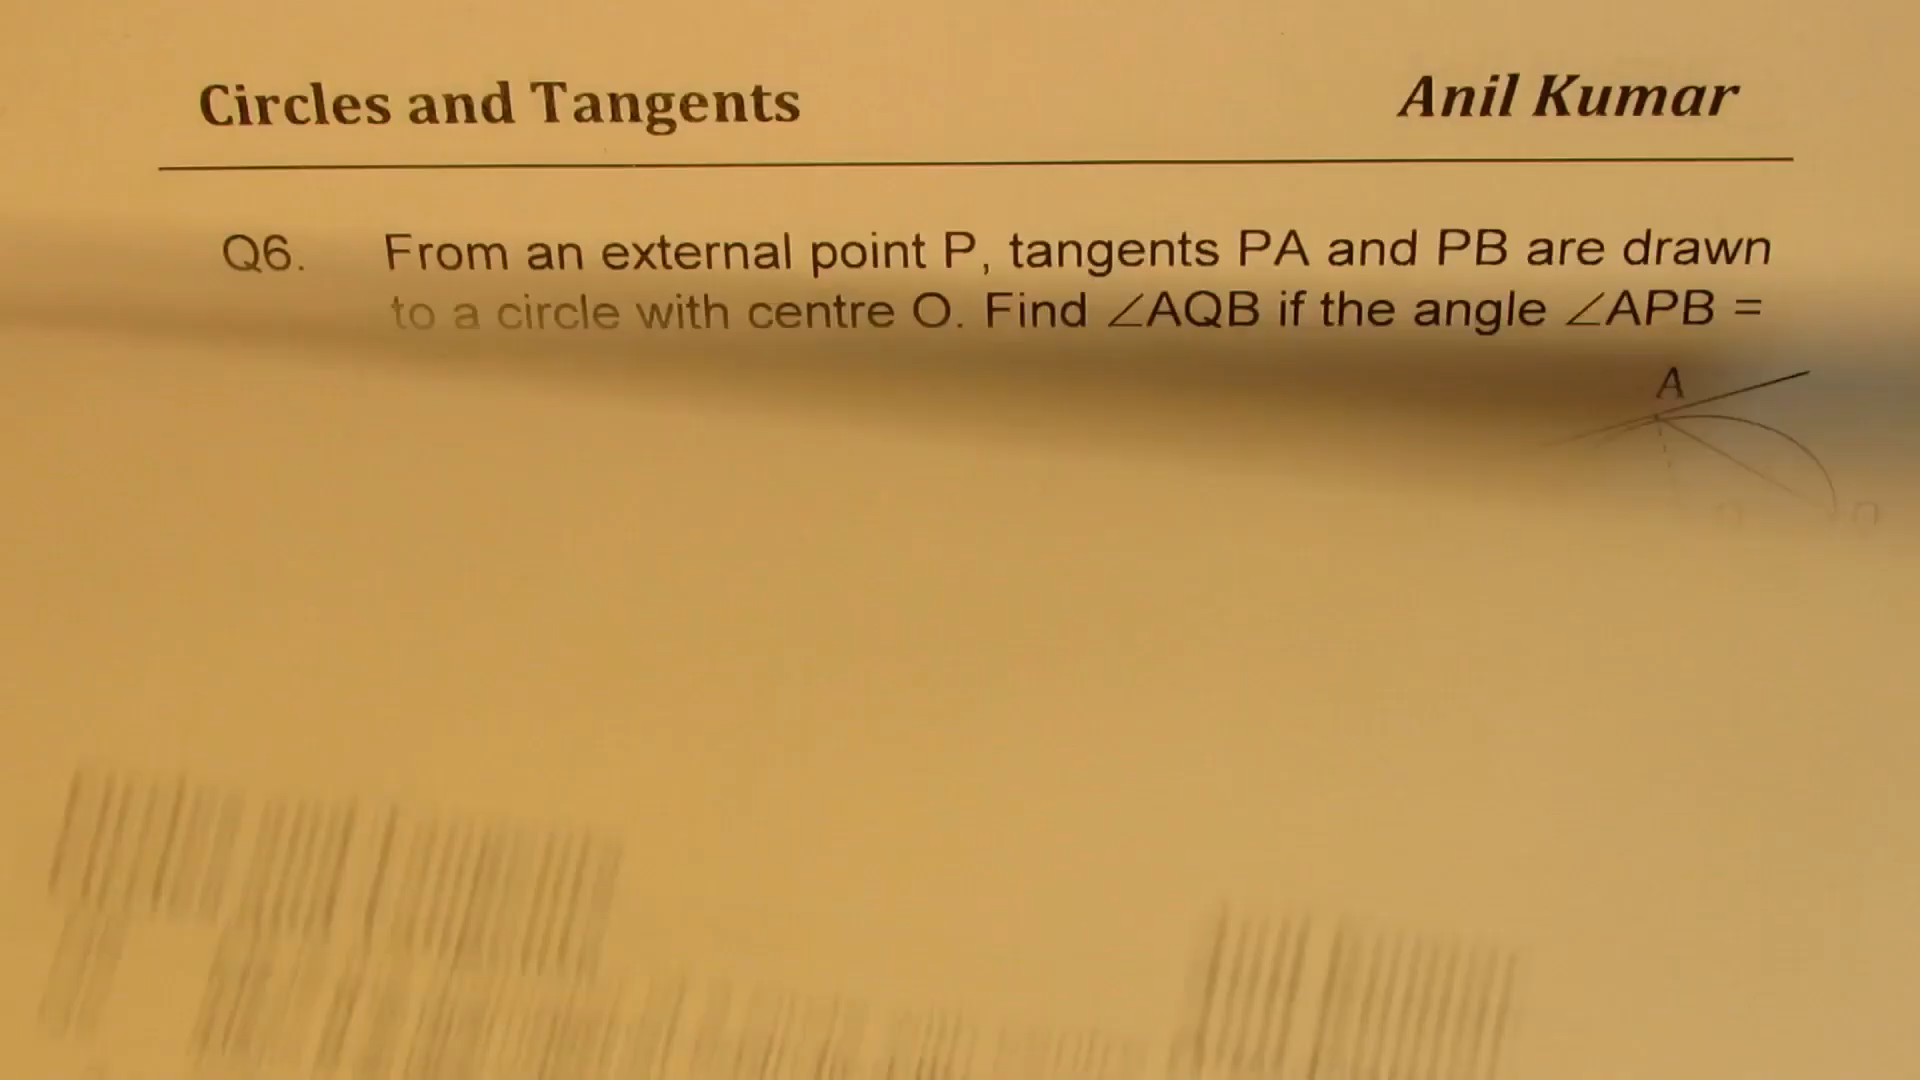 Circles and Tangents
Anil Kumar
Q6. From an external point P, tangents PA and PB are drawn
to a circle with centre O. Find ∠AQB if the angle ∠APB =
A